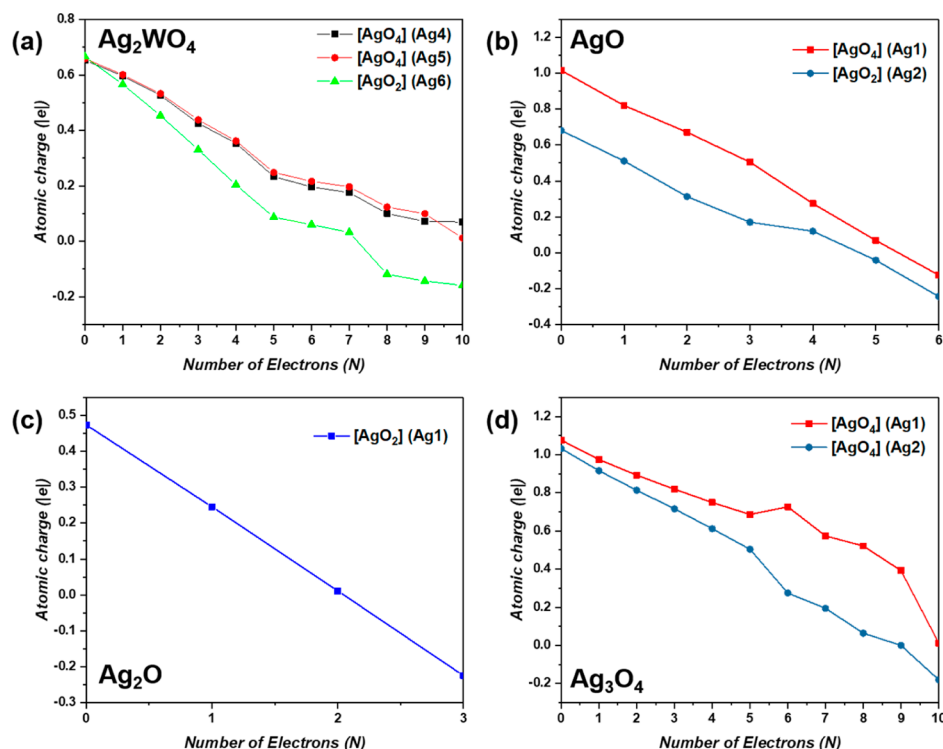 (a)
Ag₂WO₄
[AgO₄] (Ag4)
[AgO₄] (Ag5)
[AgO₂] (Ag6)
0.8
0.6
0.4
0.2
0.0
-0.2
Atomic charge (|e|)
0 1 2 3 4 5 6 7 8 9 10
Number of Electrons (N)
(b)
AgO
[AgO₄] (Ag1)
[AgO₂] (Ag2)
1.2
1.0
0.8
0.6
0.4
0.2
0.0
-0.2
-0.4
Atomic charge (|e|)
0 1 2 3 4 5 6
Number of Electrons (N)
(c)
[AgO₂] (Ag1)
0.5
0.4
0.3
0.2
0.0
-0.1
-0.2
-0.3
Atomic charge (|e|)
Ag₂O
0 1 2 3
Number of Electrons (N)
(d)
[AgO₄] (Ag1)
[AgO₄] (Ag2)
1.2
1.0
0.8
0.6
0.4
0.2
0.0
-0.2
Atomic charge (|e|)
Ag₃O₄
0 1 2 3 4 5 6 7 8 9 10
Number of Electrons (N)